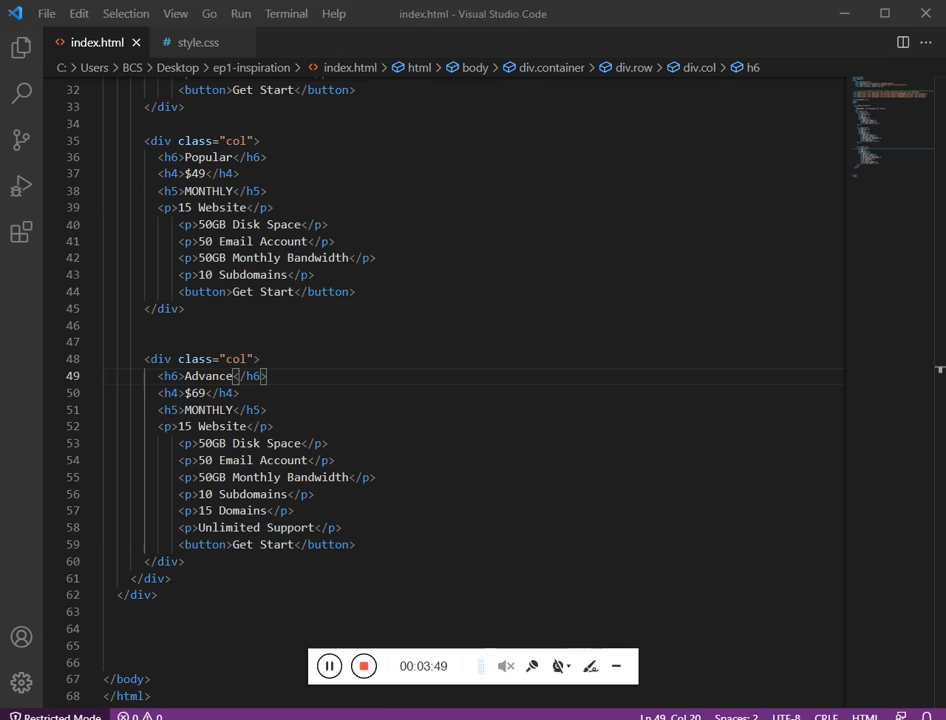 File Edit Selection View Go Run Terminal Help index.html - Visual Studio Code
index.html style.css
C: > Users > BCS > Desktop > ep1-inspiration > index.html > html > body > div.container > div.row > div.col > h6
32 <button>Get Start</button>
33 </div>
34
35 <div class="col">
36 <h6>Popular</h6>
37 <h4>$49</h4>
38 <h5>MONTHLY</h5>
39 <p>15 Website</p>
40 <p>50GB Disk Space</p>
41 <p>50 Email Account</p>
42 <p>50GB Monthly Bandwidth</p>
43 <p>10 Subdomains</p>
44 <button>Get Start</button>
45 </div>
46
47
48 <div class="col">
49 <h6>Advance</h6>
50 <h4>$69</h4>
51 <h5>MONTHLY</h5>
52 <p>15 Website</p>
53 <p>50GB Disk Space</p>
54 <p>50 Email Account</p>
55 <p>50GB Monthly Bandwidth</p>
56 <p>10 Subdomains</p>
57 <p>15 Domains</p>
58 <p>Unlimited Support</p>
59 <button>Get Start</button>
60 </div>
61 </div>
62 </div>
63
64
65
66
00:03:49
67 </body>
68 </html>
Restricted Mode 0 0 Ln 49, Col 20 Spaces: 2 UTF-8 CRLF HTML